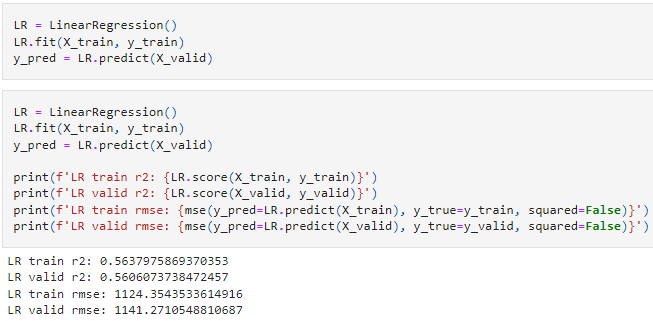 LR = LinearRegression()
LR.fit(X_train, y_train)
y_pred = LR.predict(X_valid)
LR = LinearRegression()
LR.fit(X_train, y_train)
y_pred = LR.predict(X_valid)
print(f'LR train r2: {LR.score(X_train, y_train)}')
print(f'LR valid r2: {LR.score(X_valid, y_valid)}')
print(f'LR train rmse: {mse(y_pred=LR.predict(X_train), y_true=y_train, squared=False)}')
print(f'LR valid rmse: {mse(y_pred=LR.predict(X_valid), y_true=y_valid, squared=False)}')
LR train r2: 0.5637975869370353
LR valid r2: 0.5606073738472457
LR train rmse: 1124.3543533614916
LR valid rmse: 1141.2710548810687